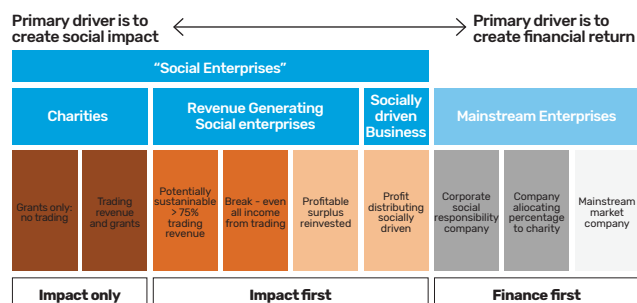 Primary driver is to
create social impact
Primary driver is to
create financial return
“Social Enterprises”
Charities
Revenue Generating
Social enterprises
Socially
driven
Business
Mainstream Enterprises
Grants only:
no trading
Trading
revenue
and grants
Potentially
sustaninable
> 75%
trading
revenue
Break - even
all income
from trading
Profitable
surplus
reinvested
Profit
distributing
socially
driven
Corporate
social
responsibility
company
Company
aliocating
percentage
to charity
Mainstream
market
company
Impact only
Impact first
Finance first